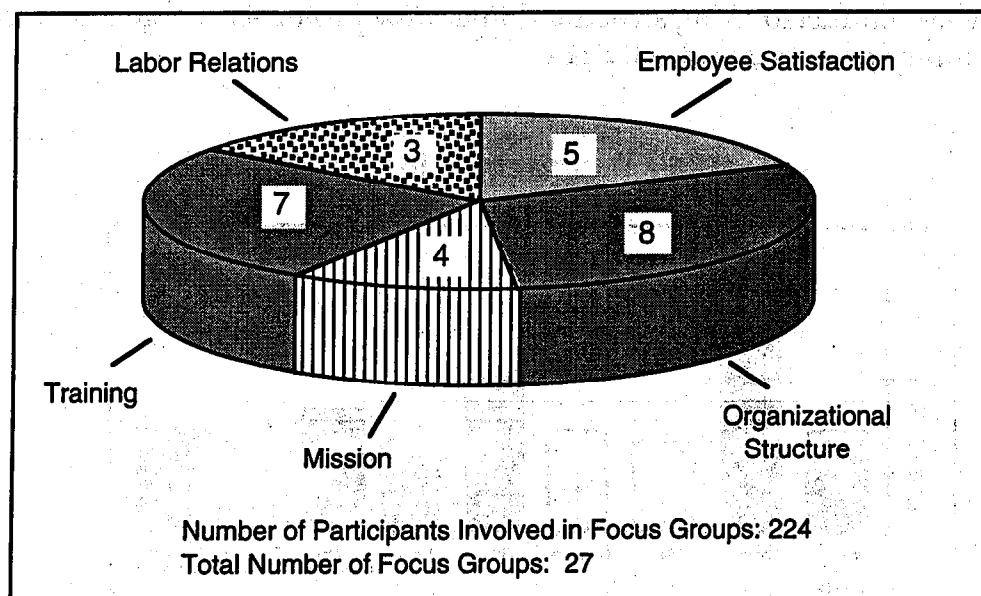 Labor Relations
Employee Satisfaction
3
5
7
8
4
Training
Mission
Organizational
Structure
Number of Participants Involved in Focus Groups: 224
Total Number of Focus Groups: 27